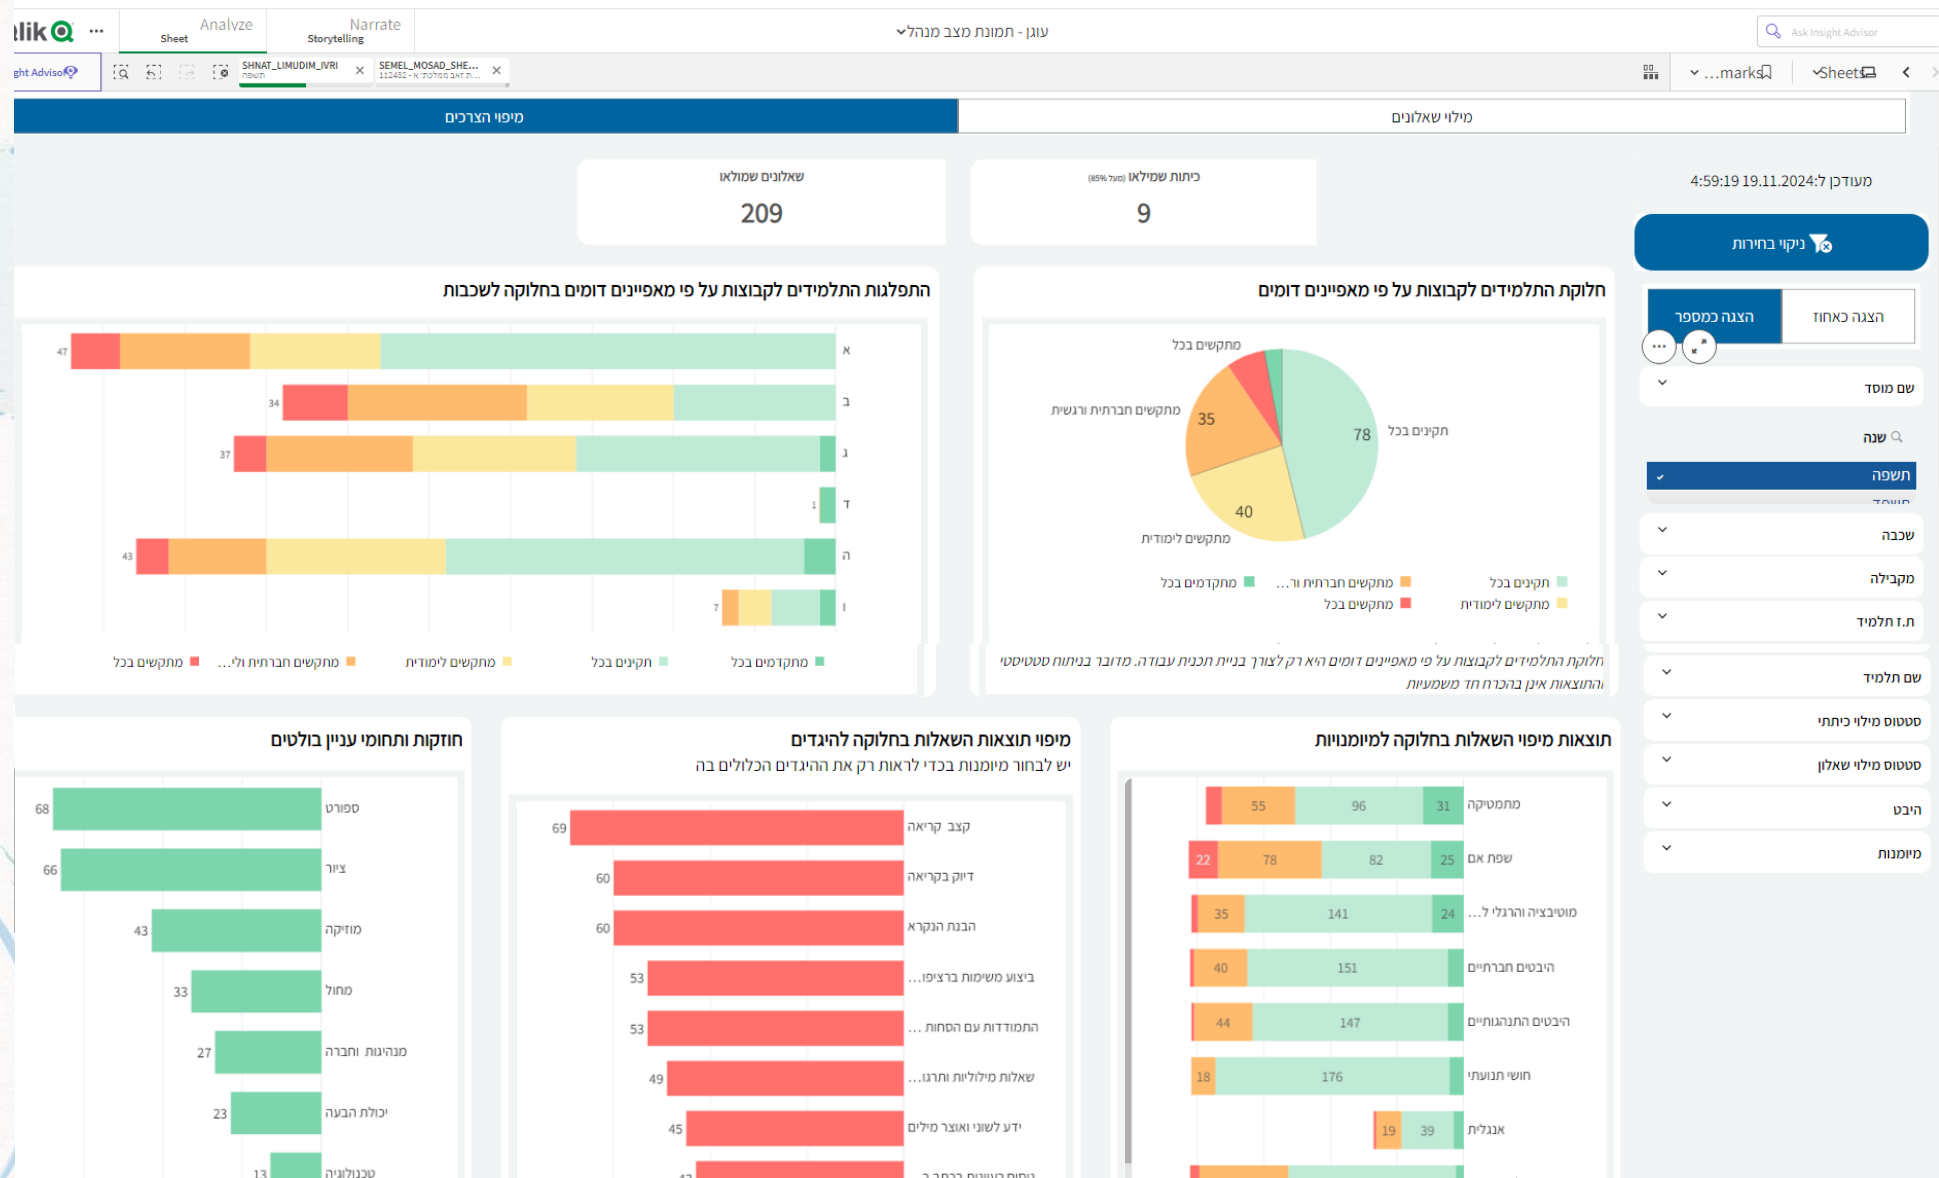 lik
Analyze
Sheet
Narrate
Storytelling
עוגן - תמונת מצב מנהל
Ask Insight Advisor
ght Advisor
SHNAT_LIMUDIM_IVRI
תשפה
SEMEL_MOSAD_SHE...
...ת זאב ממלכתי א - 112482
...marks
Sheets
מילוי שאלונים
מיפוי הצרכים
מעודכן ל:19.11.2024 4:59:19
כיתות שמילאו (מעל 85%)
9
שאלונים שמולאו
209
ניקוי בחירות
הצגה כאחוז
הצגה כמספר
שם מוסד
שנה
תשפה
תשפד
שכבה
מקבילה
ת.ז תלמיד
שם תלמיד
סטטוס מילוי כיתתי
סטטוס מילוי שאלון
היבט
מיומנות
חלוקת התלמידים לקבוצות על פי מאפיינים דומים
מתקשים בכל
מתקשים חברתית ורגשית
35
78
תקינים בכל
40
מתקשים לימודית
תקינים בכל
מתקשים חברתית ור...
מתקדמים בכל
מתקשים לימודית
מתקשים בכל
חלוקת התלמידים לקבוצות על פי מאפיינים דומים היא רק לצורך בניית תכנית עבודה. מדובר בניתוח סטטיסטי
והתוצאות אינן בהכרח חד משמעיות
התפלגות התלמידים לקבוצות על פי מאפיינים דומים בחלוקה לשכבות
א 47
ב 34
ג 37
ד 1
ה 43
ו 7
מתקדמים בכל
תקינים בכל
מתקשים לימודית
מתקשים חברתית ולי...
מתקשים בכל
תוצאות מיפוי השאלות בחלוקה למיומנויות
מתמטיקה 31 96 55
שפת אם 25 82 78 22
מוטיבציה והרגלי ל... 24 141 35
היבטים חברתיים 151 40
היבטים התנהגותיים 147 44
חושי תנועתי 176 18
אנגלית 39 19
מיפוי תוצאות השאלות בחלוקה להיגדים
יש לבחור מיומנות בכדי לראות רק את ההיגדים הכלולים בה
קצב קריאה 69
דיוק בקריאה 60
הבנת הנקרא 60
ביצוע משימות ברציפו... 53
התמודדות עם הסחות ... 53
שאלות מילוליות ותרגו... 49
ידע לשוני ואוצר מילים 45
חוזקות ותחומי עניין בולטים
ספורט 68
ציור 66
מוזיקה 43
מחול 33
מנהיגות וחברה 27
יכולת הבעה 23
טכנולוגיה 13